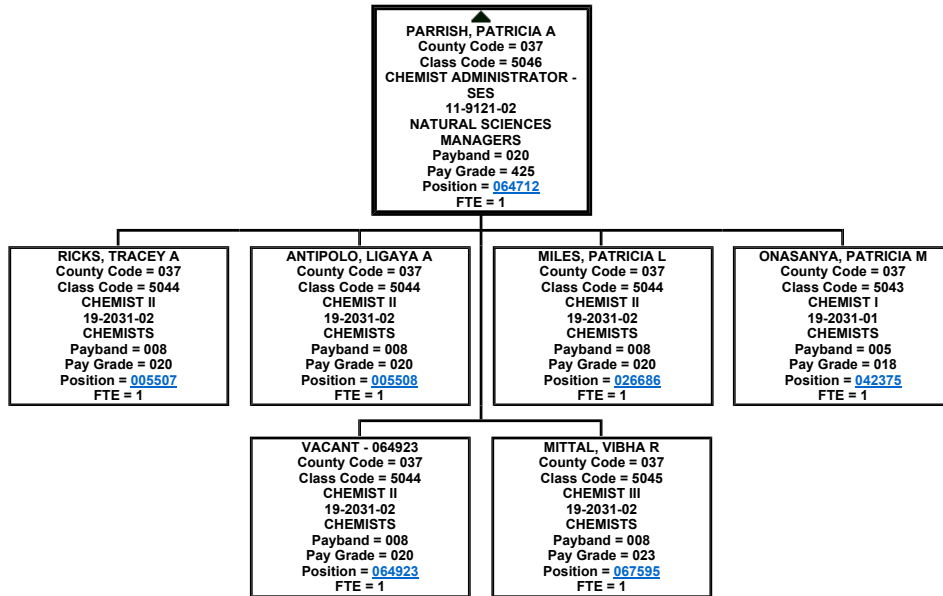 PARRISH, PATRICIA A
County Code = 037
Class Code = 5046
CHEMIST ADMINISTRATOR -
SES
11-9121-02
NATURAL SCIENCES
MANAGERS
Payband = 020
Pay Grade = 425
Position = 064712
FTE = 1
RICKS, TRACEY A
County Code = 037
Class Code = 5044
CHEMIST II
19-2031-02
CHEMISTS
Payband = 008
Pay Grade = 020
Position = 005507
FTE = 1
ANTIPOLO, LIGAYA A
County Code = 037
Class Code = 5044
CHEMIST II
19-2031-02
CHEMISTS
Payband = 008
Pay Grade = 020
Position = 005508
FTE = 1
MILES, PATRICIA L
County Code = 037
Class Code = 5044
CHEMIST II
19-2031-02
CHEMISTS
Payband = 008
Pay Grade = 020
Position = 026686
FTE = 1
ONASANYA, PATRICIA M
County Code = 037
Class Code = 5043
CHEMIST I
19-2031-01
CHEMISTS
Payband = 005
Pay Grade = 018
Position = 042375
FTE = 1
VACANT - 064923
County Code = 037
Class Code = 5044
CHEMIST II
19-2031-02
CHEMISTS
Payband = 008
Pay Grade = 020
Position = 064923
FTE = 1
MITTAL, VIBHA R
County Code = 037
Class Code = 5045
CHEMIST III
19-2031-02
CHEMISTS
Payband = 008
Pay Grade = 023
Position = 067595
FTE = 1